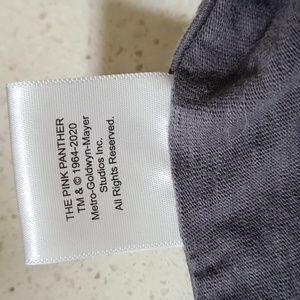 THE PINK PANTHER
TM & © 1964-2020
Metro-Goldwyn-Mayer
Studios Inc.
All Rights Reserved.